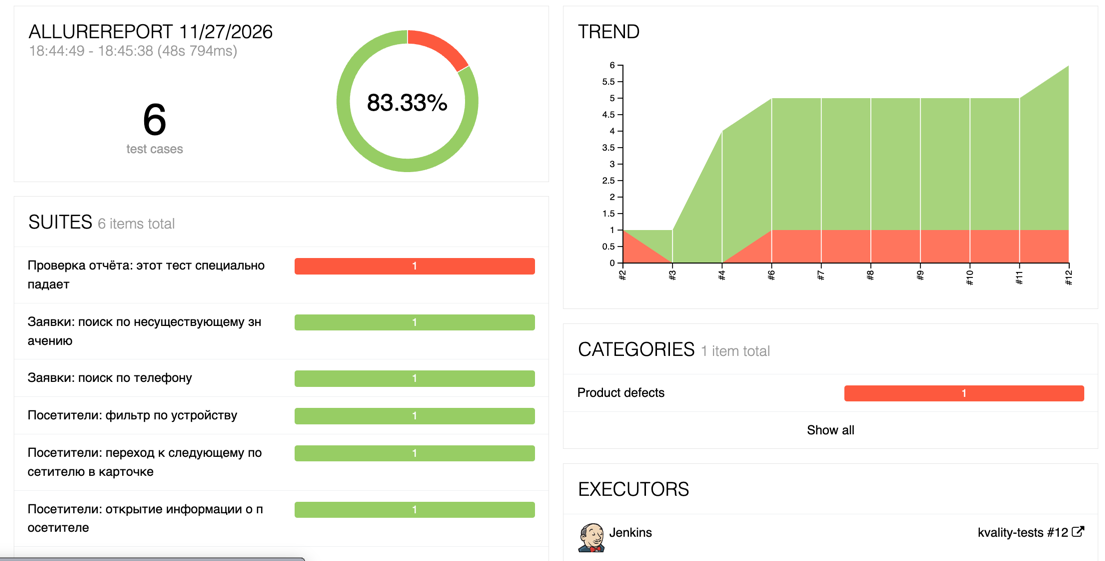 ALLUREREPORT 11/27/2026
18:44:49 - 18:45:38 (48s 794ms)
6
test cases
83.33%
SUITES 6 items total
Проверка отчёта: этот тест специально
падает
1
Заявки: поиск по несуществующему зн
ачению
1
Заявки: поиск по телефону
1
Посетители: фильтр по устройству
1
Посетители: переход к следующему по
сетителю в карточке
1
Посетители: открытие информации о п
осетителе
1
TREND
6
5.5
5
4.5
4
3.5
3
2.5
2
1.5
1
0.5
0
#2
#3
#4
#6
#7
#8
#9
#10
#11
#12
CATEGORIES 1 item total
Product defects
1
Show all
EXECUTORS
Jenkins
kvality-tests #12